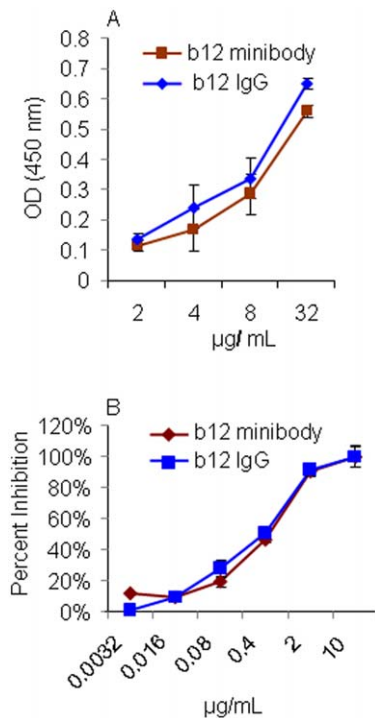 A
b12 minibody
b12 IgG
OD (450 nm)
0.8
0.7
0.6
0.5
0.4
0.3
0.2
0.1
0
2 4 8 32
µg/ mL
B
b12 minibody
b12 IgG
Percent Inhibition
120%
100%
80%
60%
40%
20%
0%
0.0032 0.016 0.08 0.4 2 10
µg/mL